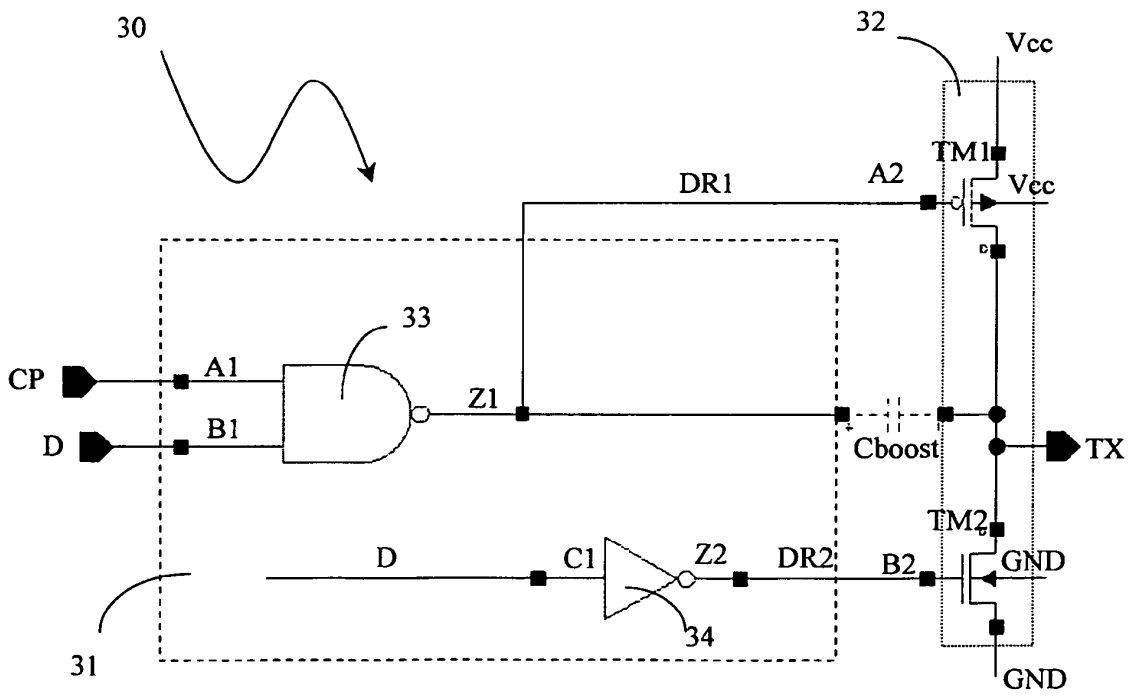 30
32
Vcc
TM1
A2
Vcc
DR1
D
33
CP
A1
Z1
B1
D
+
Cboost
TX
TM2
D
C1
Z2
DR2
B2
GND
34
31
GND